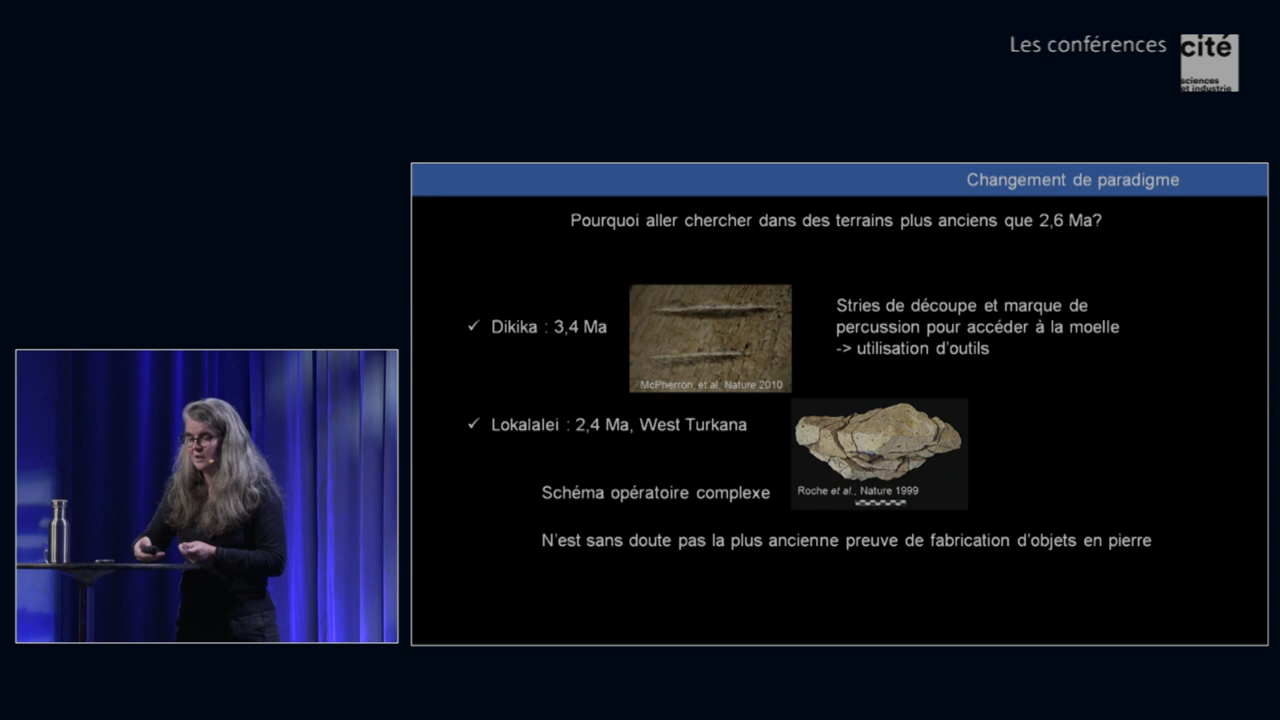 Les conférences
cité
sciences
et industrie
Changement de paradigme
Pourquoi aller chercher dans des terrains plus anciens que 2,6 Ma?
✓ Dikika : 3,4 Ma
McPherron, et al, Nature 2010
Stries de découpe et marque de
percussion pour accéder à la moelle
-> utilisation d'outils
✓ Lokalalei : 2,4 Ma, West Turkana
Roche et al., Nature 1999
Schéma opératoire complexe
N'est sans doute pas la plus ancienne preuve de fabrication d'objets en pierre